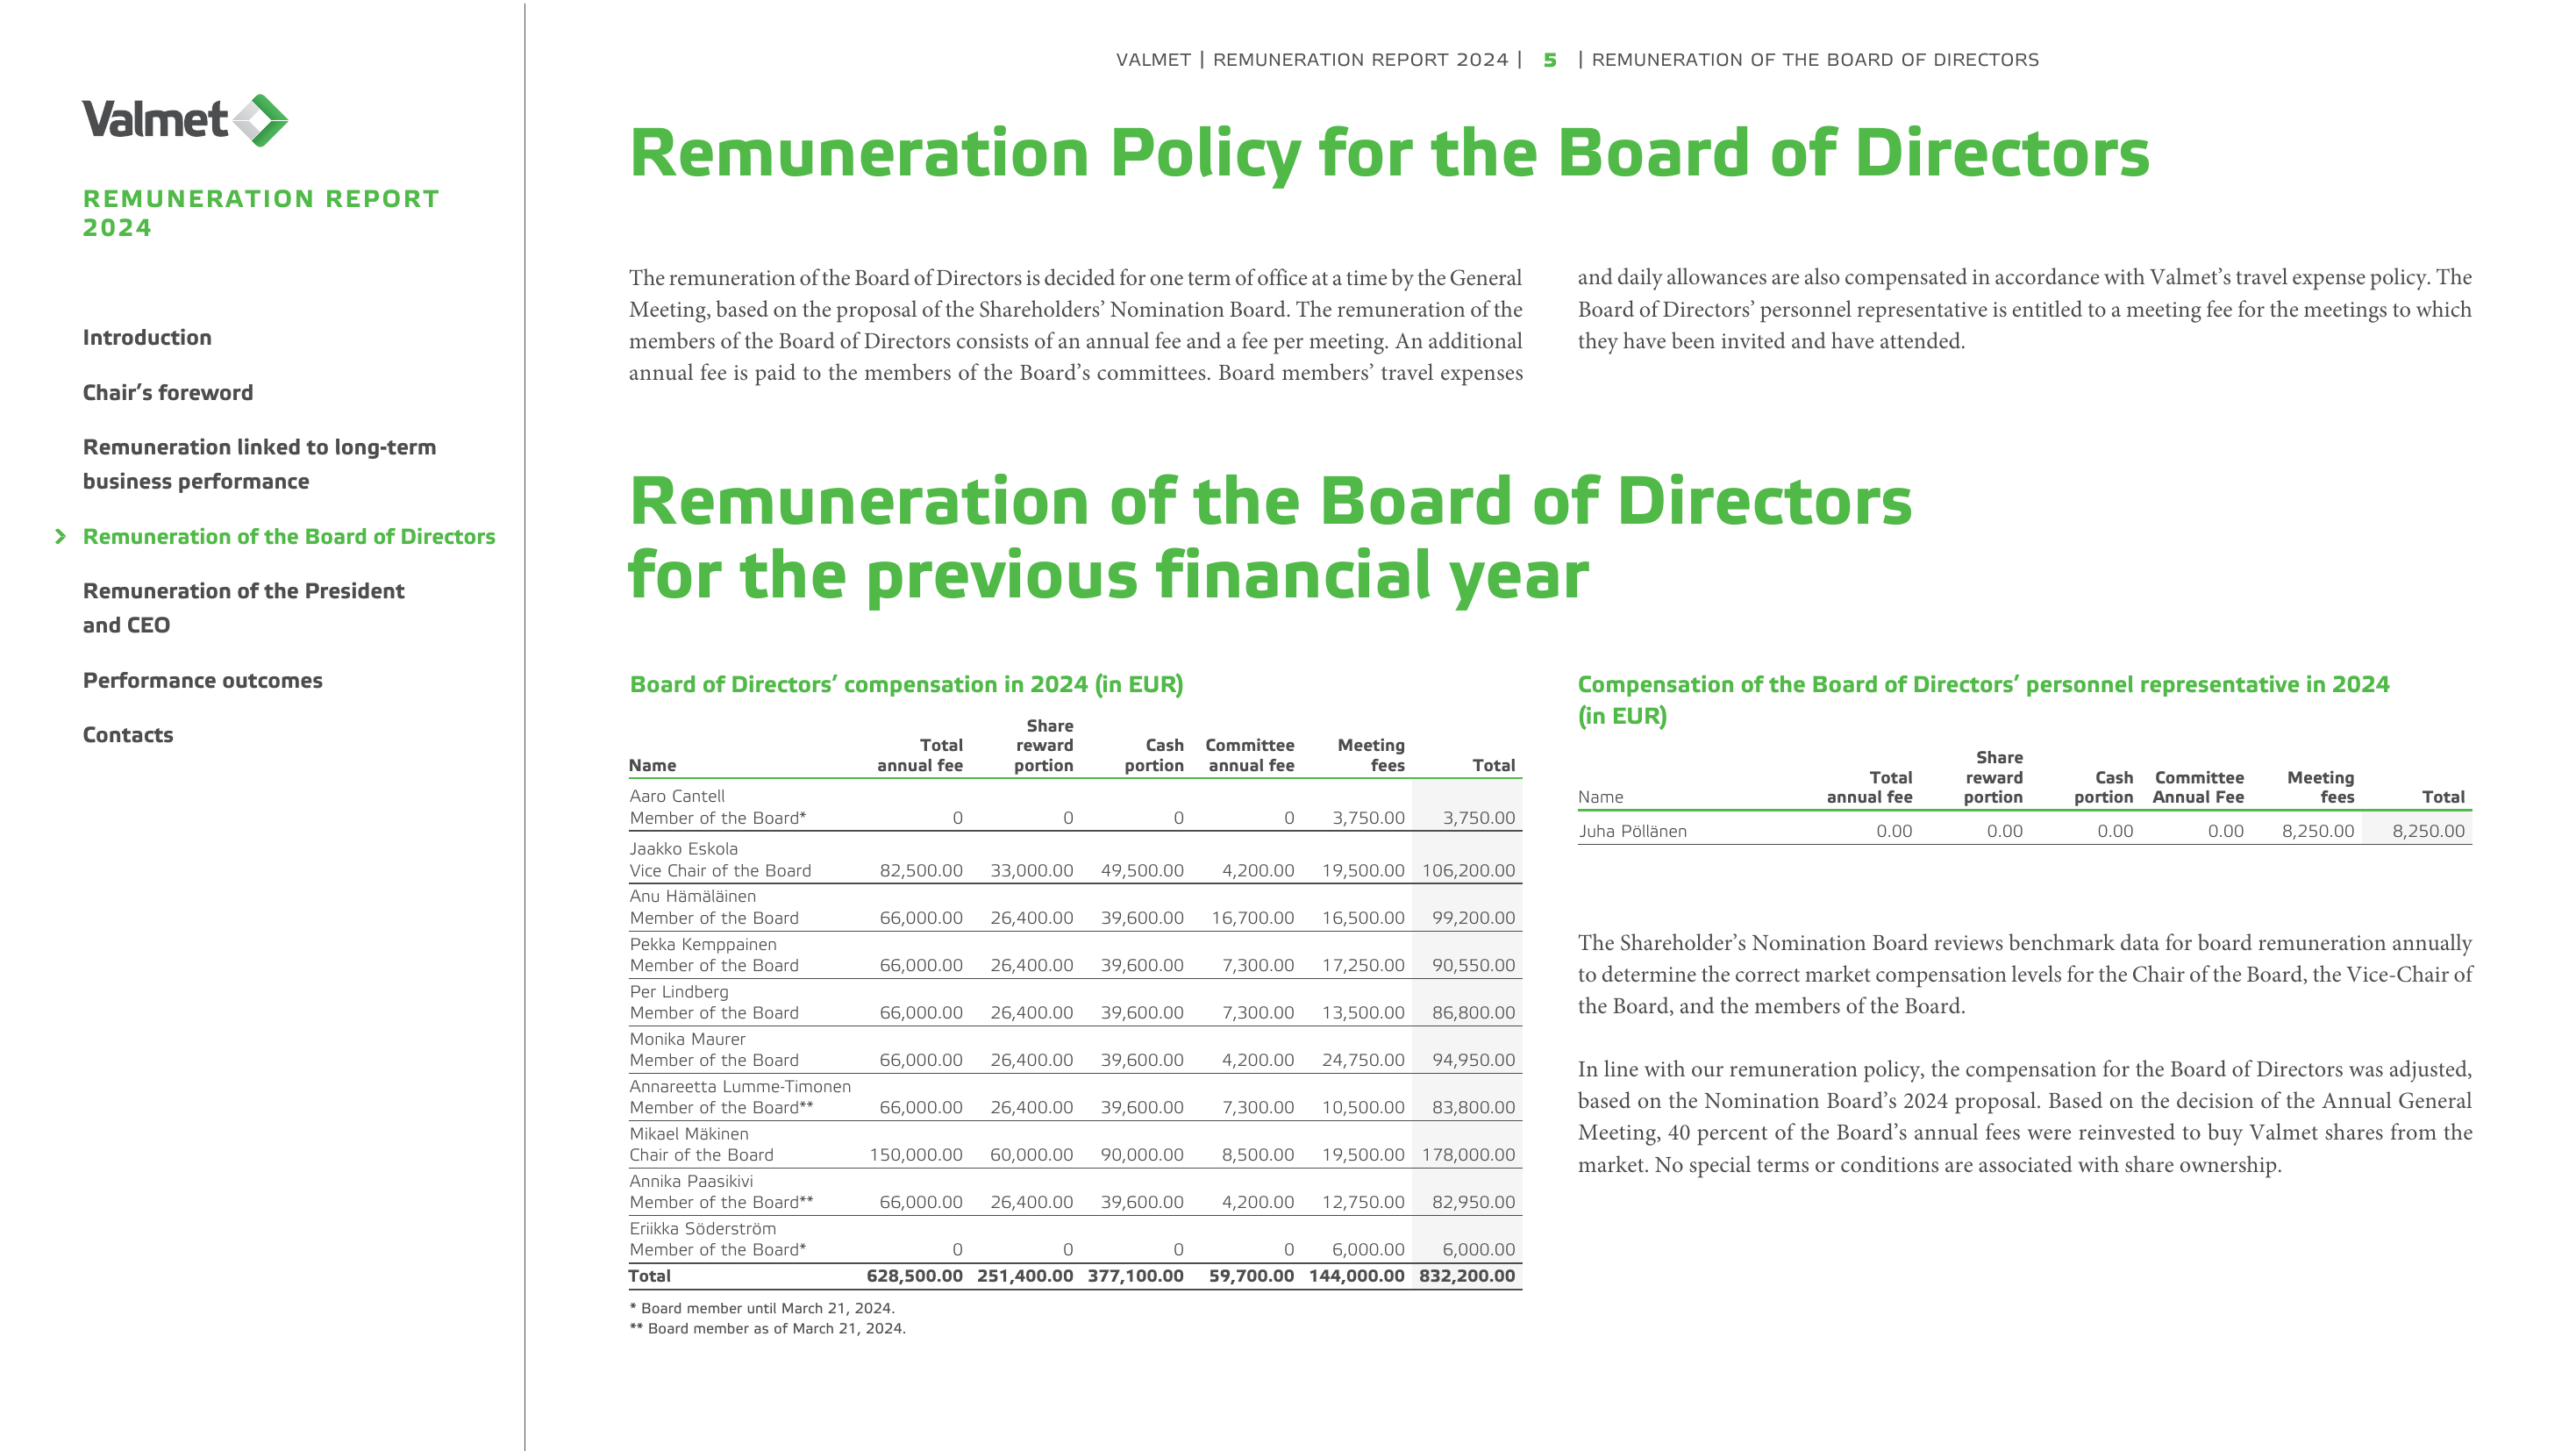 VALMET | REMUNERATION REPORT 2024 | 5 | REMUNERATION OF THE BOARD OF DIRECTORS
Valmet
REMUNERATION REPORT
2024
Introduction
Chair’s foreword
Remuneration linked to long-term
business performance
Remuneration of the Board of Directors
Remuneration of the President
and CEO
Performance outcomes
Contacts
Remuneration Policy for the Board of Directors
The remuneration of the Board of Directors is decided for one term of office at a time by the General
Meeting, based on the proposal of the Shareholders’ Nomination Board. The remuneration of the
members of the Board of Directors consists of an annual fee and a fee per meeting. An additional
annual fee is paid to the members of the Board’s committees. Board members’ travel expenses
and daily allowances are also compensated in accordance with Valmet’s travel expense policy. The
Board of Directors’ personnel representative is entitled to a meeting fee for the meetings to which
they have been invited and have attended.
Remuneration of the Board of Directors
for the previous financial year
Board of Directors’ compensation in 2024 (in EUR)
Share
Total reward Cash Committee Meeting
Name annual fee portion portion annual fee fees Total
Aaro Cantell
Member of the Board* 0 0 0 0 3,750.00 3,750.00
Jaakko Eskola
Vice Chair of the Board 82,500.00 33,000.00 49,500.00 4,200.00 19,500.00 106,200.00
Anu Hämäläinen
Member of the Board 66,000.00 26,400.00 39,600.00 16,700.00 16,500.00 99,200.00
Pekka Kemppainen
Member of the Board 66,000.00 26,400.00 39,600.00 7,300.00 17,250.00 90,550.00
Per Lindberg
Member of the Board 66,000.00 26,400.00 39,600.00 7,300.00 13,500.00 86,800.00
Monika Maurer
Member of the Board 66,000.00 26,400.00 39,600.00 4,200.00 24,750.00 94,950.00
Annareetta Lumme-Timonen
Member of the Board** 66,000.00 26,400.00 39,600.00 7,300.00 10,500.00 83,800.00
Mikael Mäkinen
Chair of the Board 150,000.00 60,000.00 90,000.00 8,500.00 19,500.00 178,000.00
Annika Paasikivi
Member of the Board** 66,000.00 26,400.00 39,600.00 4,200.00 12,750.00 82,950.00
Eriikka Söderström
Member of the Board* 0 0 0 0 6,000.00 6,000.00
Total 628,500.00 251,400.00 377,100.00 59,700.00 144,000.00 832,200.00
* Board member until March 21, 2024.
** Board member as of March 21, 2024.
Compensation of the Board of Directors’ personnel representative in 2024
(in EUR)
Share
Total reward Cash Committee Meeting
Name annual fee portion portion Annual Fee fees Total
Juha Pöllänen 0.00 0.00 0.00 0.00 8,250.00 8,250.00
The Shareholder’s Nomination Board reviews benchmark data for board remuneration annually
to determine the correct market compensation levels for the Chair of the Board, the Vice-Chair of
the Board, and the members of the Board.
In line with our remuneration policy, the compensation for the Board of Directors was adjusted,
based on the Nomination Board’s 2024 proposal. Based on the decision of the Annual General
Meeting, 40 percent of the Board’s annual fees were reinvested to buy Valmet shares from the
market. No special terms or conditions are associated with share ownership.